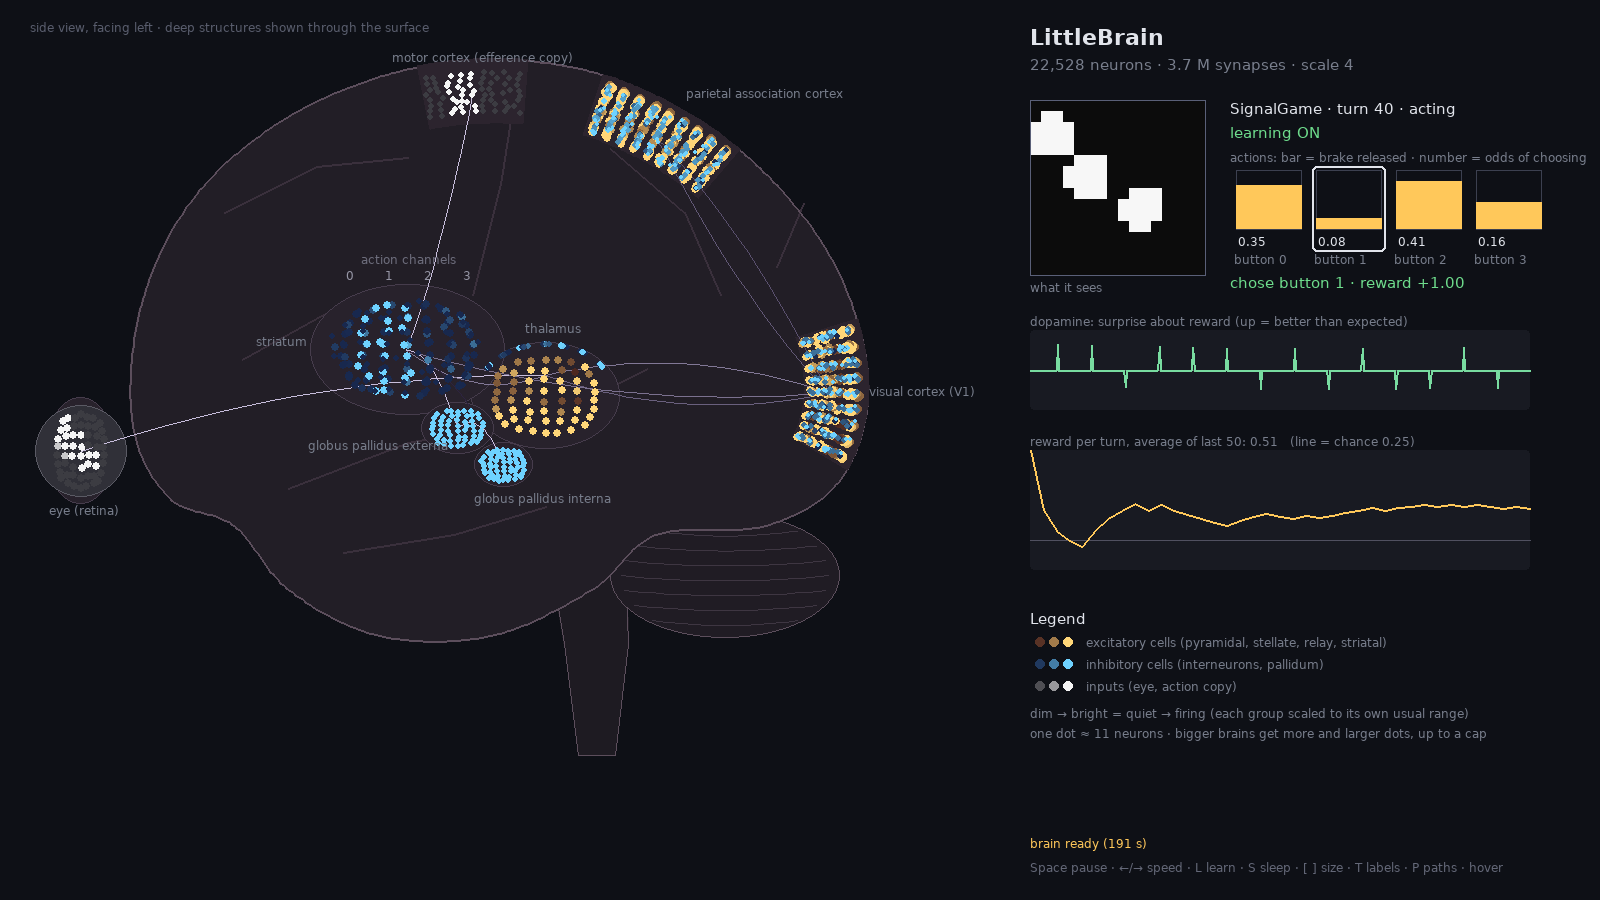 side view, facing left · deep structures shown through the surface
motor cortex (efference copy)
parietal association cortex
action channels
0 1 2 3
striatum
thalamus
visual cortex (V1)
globus pallidus externa
globus pallidus interna
eye (retina)
LittleBrain
22,528 neurons · 3.7 M synapses · scale 4
what it sees
SignalGame · turn 40 · acting
learning ON
actions: bar = brake released · number = odds of choosing
0.35 0.08 0.41 0.16
button 0 button 1 button 2 button 3
chose button 1 · reward +1.00
dopamine: surprise about reward (up = better than expected)
reward per turn, average of last 50: 0.51 (line = chance 0.25)
Legend
excitatory cells (pyramidal, stellate, relay, striatal)
inhibitory cells (interneurons, pallidum)
inputs (eye, action copy)
dim → bright = quiet → firing (each group scaled to its own usual range)
one dot ≈ 11 neurons · bigger brains get more and larger dots, up to a cap
brain ready (191 s)
Space pause · ←/→ speed · L learn · S sleep · [ ] size · T labels · P paths · hover